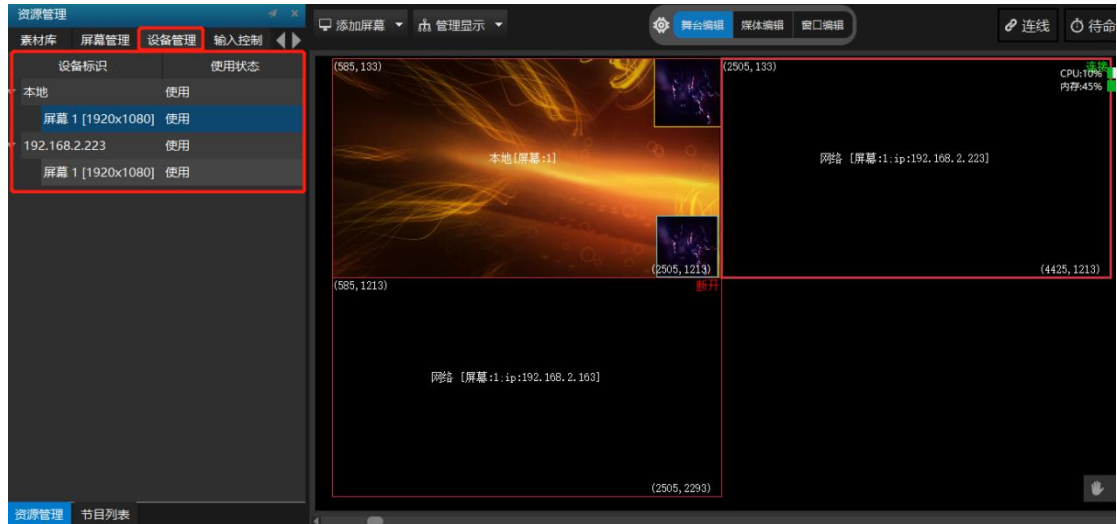 资源管理
素材库 屏幕管理 设备管理 输入控制
设备标识 使用状态
本地 使用
屏幕 1 [1920x1080] 使用
192.168.2.223 使用
屏幕 1 [1920x1080] 使用
资源管理 节目列表
添加屏幕 管理显示 舞台编辑 媒体编辑 窗口编辑 连线 待命
(585,133)
本地[屏幕:1]
(2505,1213)
(2505,133) 连接
CPU:10%
内存:45%
网络 [屏幕:1;ip:192.168.2.223]
(4425,1213)
(585,1213) 断开
网络 [屏幕:1;ip:192.168.2.163]
(2505,2293)